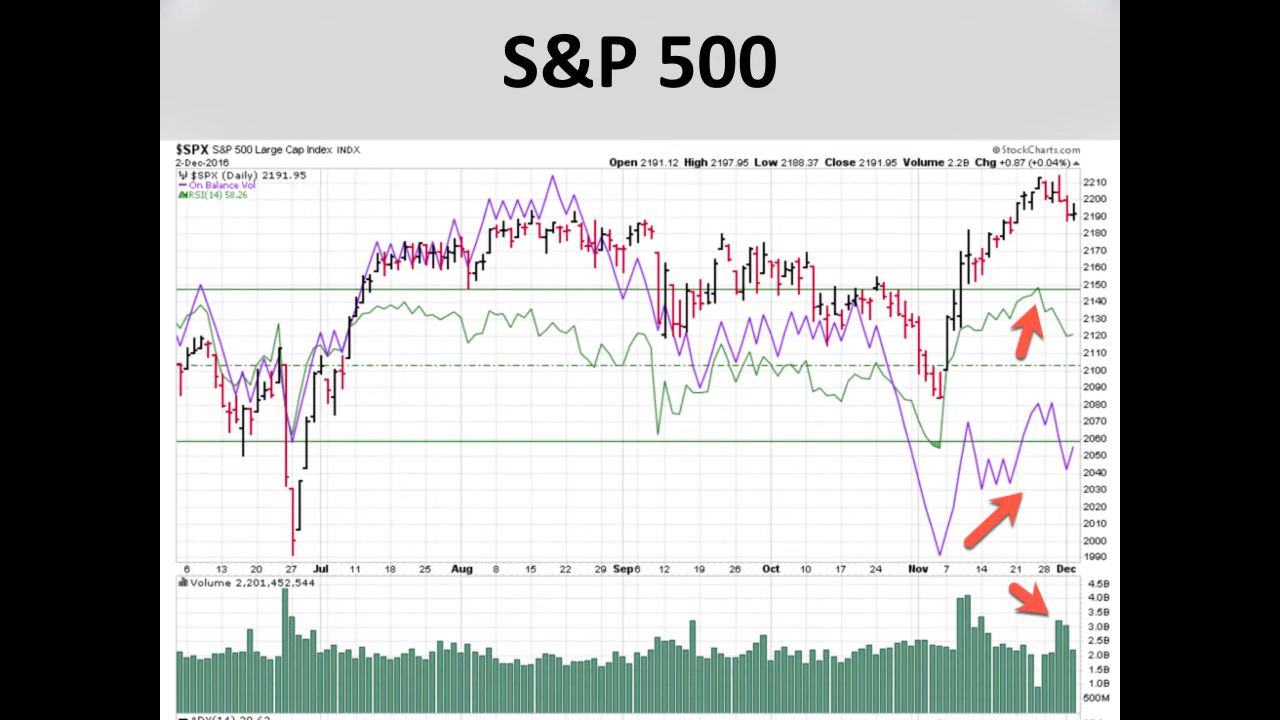 S&P 500
$SPX S&P 500 Large Cap Index INDX
© StockCharts.com
2-Dec-2016
Open 2191.12 High 2197.95 Low 2188.37 Close 2191.95 Volume 2.2B Chg +0.87 (+0.04%)
$SPX (Daily) 2191.95
On Balance Vol
RSI(14) 58.26
2210
2200
2190
2180
2170
2160
2150
2140
2130
2120
2110
2100
2090
2080
2070
2060
2050
2040
2030
2020
2010
2000
1990
6 13 20 27 Jul 11 18 25 Aug 8 15 22 29 Sep 6 12 19 26 Oct 10 17 24 Nov 7 14 21 28 Dec
Volume 2,201,452,544
4.5B
4.0B
3.5B
3.0B
2.5B
2.0B
1.5B
1.0B
500M